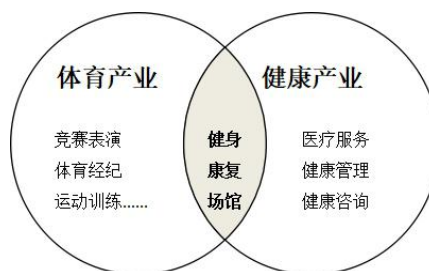 体育产业
健康产业
竞赛表演
健身
医疗服务
体育经纪
康复
健康管理
运动训练......
场馆
健康咨询